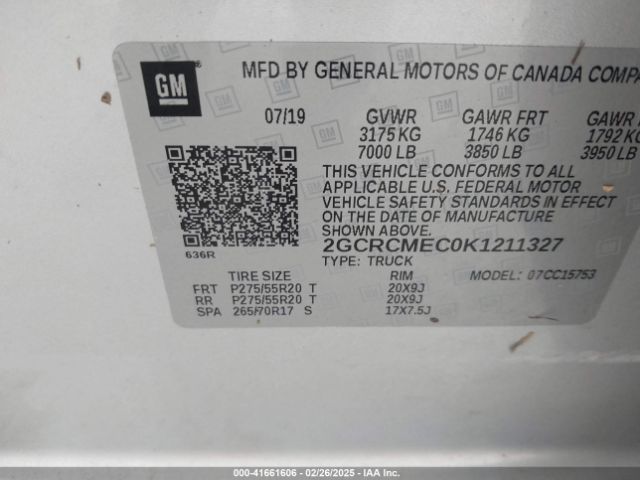 GM
MFD BY GENERAL MOTORS OF CANADA COMPA
07/19 GVWR GAWR FRT GAWR
3175 KG 1746 KG 1792 KG
7000 LB 3850 LB 3950 LB
THIS VEHICLE CONFORMS TO ALL
APPLICABLE U.S. FEDERAL MOTOR
VEHICLE SAFETY STANDARDS IN EFFECT
ON THE DATE OF MANUFACTURE
SHOWN ABOVE.
636R
2GCRCMEC0K1211327
TYPE: TRUCK
TIRE SIZE RIM MODEL: 07CC15753
FRT P275/55R20 T 20X9J
RR P275/55R20 T 20X9J
SPA 265/70R17 S 17X7.5J
000-41661606 | 02/26/2025 | IAA Inc.